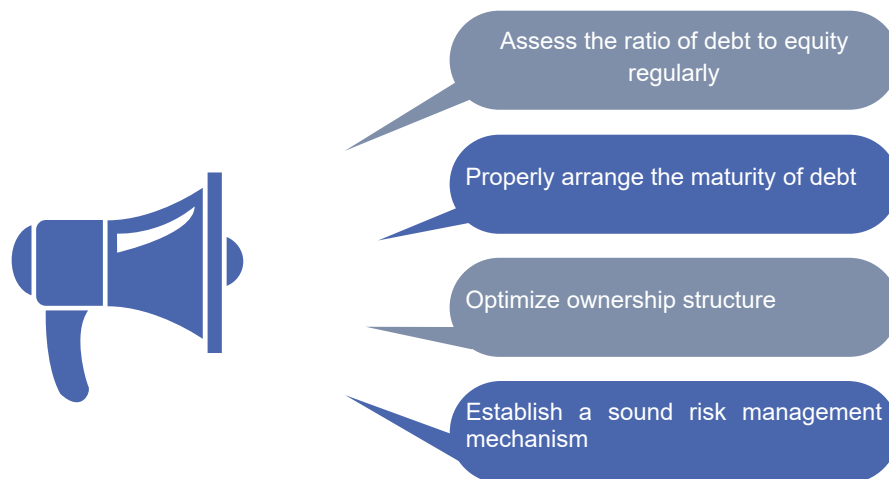 Assess the ratio of debt to equity
regularly
Properly arrange the maturity of debt
Optimize ownership structure
Establish a sound risk management
mechanism